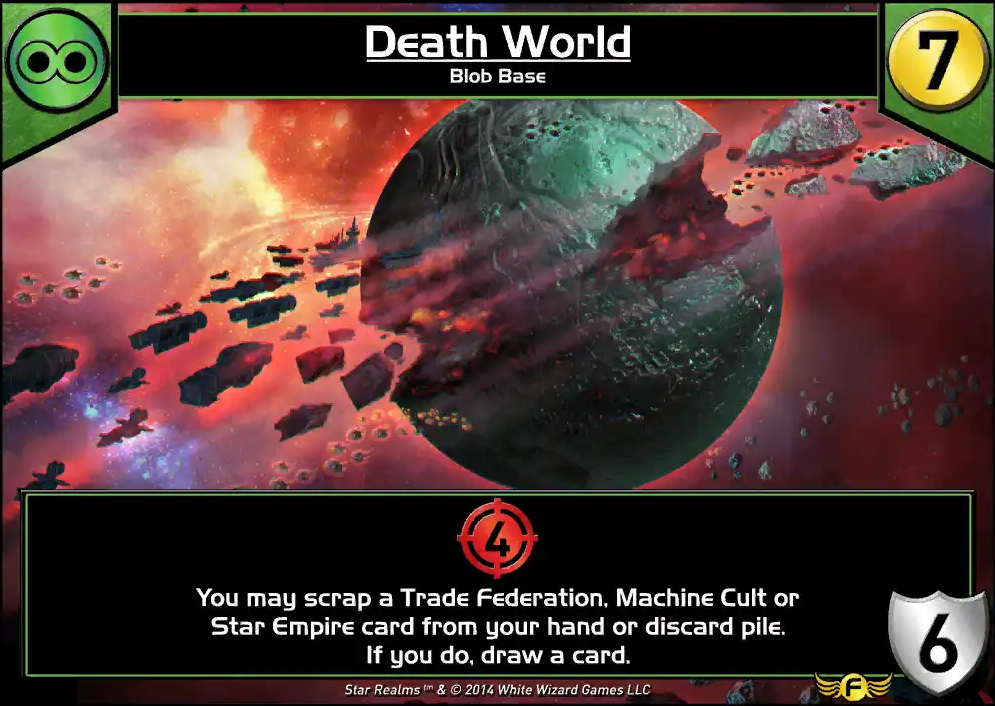 Death World
Blob Base
7
4
You may scrap a Trade Federation, Machine Cult or
Star Empire card from your hand or discard pile.
If you do, draw a card.
6
Star Realms™ & © 2014 White Wizard Games LLC
F